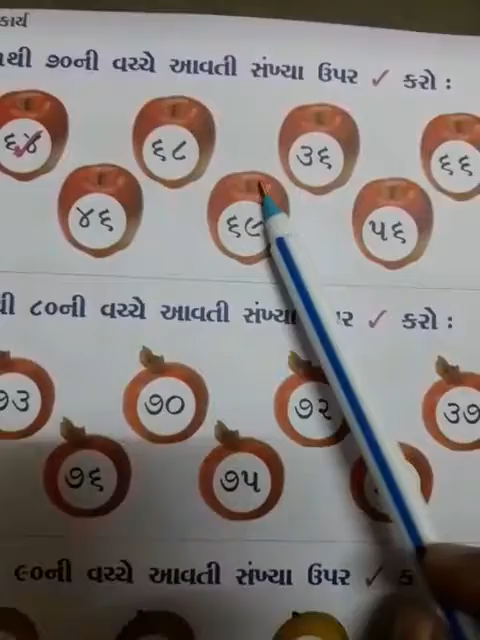 કાર્ય
થી ૭૦ની વચ્ચે આવતી સંખ્યા ઉપર ✓ કરો :
૬૪ ૬૮ ૩૬ ૬૬
૪૬ ૬૯ ૫૬
૮૦ની વચ્ચે આવતી સંખ્યા ✓ કરો :
૭૩ ૭૦ ૭૨ ૩૭
૭૬ ૭૫
૯૦ની વચ્ચે આવતી સંખ્યા ઉપર ✓ ક